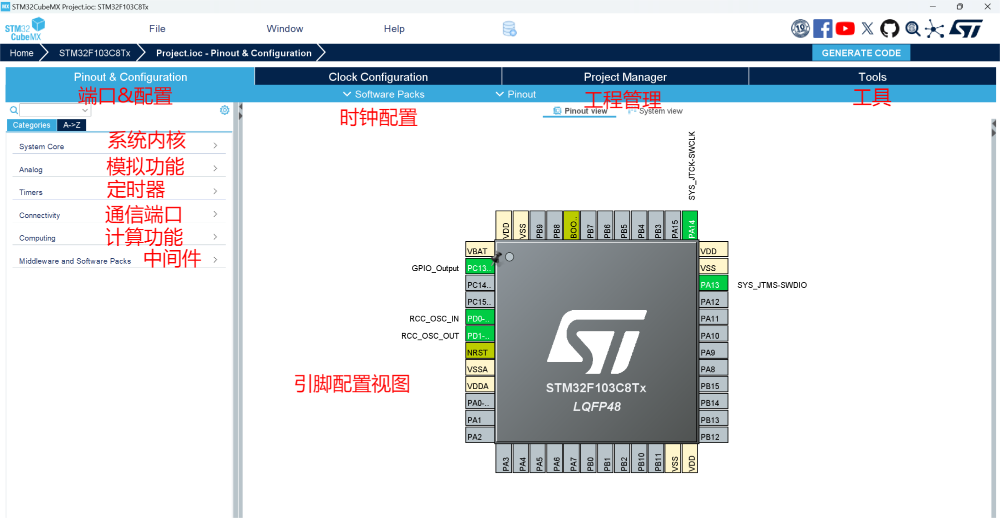 MX STM32CubeMX Project.ioc: STM32F103C8Tx
STM32
CubeMX
File
Window
Help
10
ST
Home
STM32F103C8Tx
Project.ioc - Pinout & Configuration
GENERATE CODE
Pinout & Configuration
Clock Configuration
Project Manager
Tools
端口&配置
Software Packs
Pinout
工程管理
工具
时钟配置
Pinout view
System view
Categories
A->Z
System Core
系统内核
Analog
模拟功能
Timers
定时器
Connectivity
通信端口
Computing
计算功能
Middleware and Software Packs
中间件
SYS_JTCK-SWCLK
VDD
VSS
PB9
PB8
BOO..
PB7
PB6
PB5
PB4
PB3
PA15
PA14
VBAT
GPIO_Output
PC13..
PC14..
PC15..
RCC_OSC_IN
PD0-..
RCC_OSC_OUT
PD1-..
NRST
VSSA
VDDA
PA0-..
PA1
PA2
引脚配置视图
ST
STM32F103C8Tx
LQFP48
VDD
VSS
PA13
SYS_JTMS-SWDIO
PA12
PA11
PA10
PA9
PA8
PB15
PB14
PB13
PB12
PA3
PA4
PA5
PA6
PA7
PB0
PB1
PB2
PB10
PB11
VSS
VDD